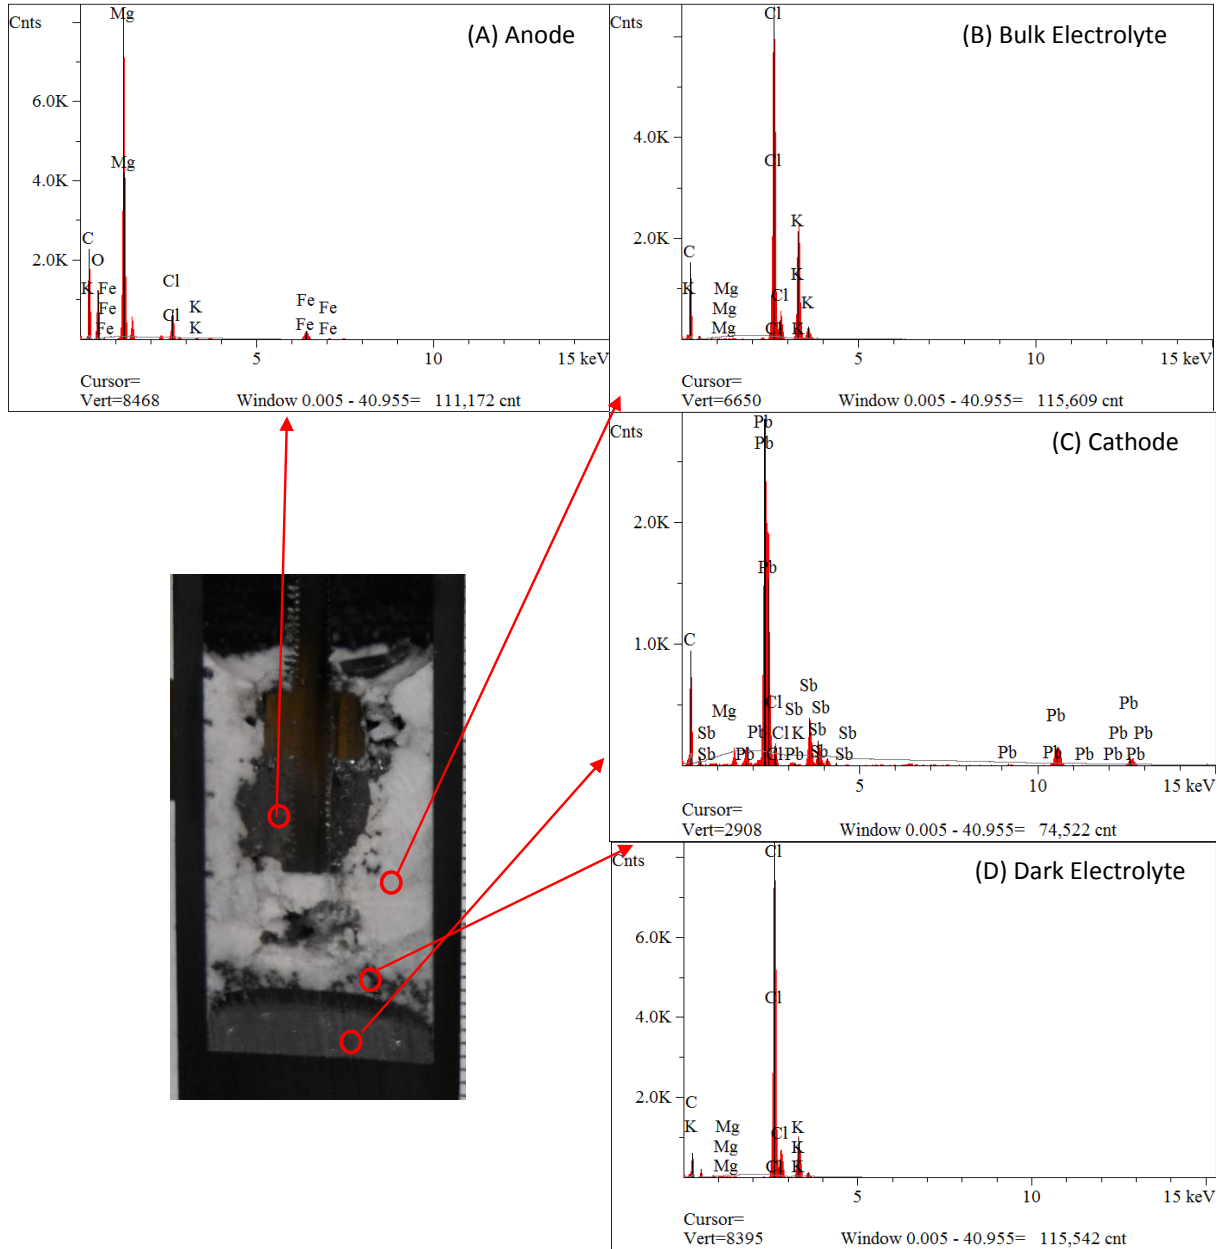 Cnts
Mg
(A) Anode
6.0K
Mg
4.0K
C
2.0K
O
Cl
K Fe
Fe K
Fe Cl K
Fe
Fe
Fe
Fe
5 10 15 keV
Cursor=
Vert=8468 Window 0.005 - 40.955= 111,172 cnt
Cnts
Cl
(B) Bulk Electrolyte
4.0K
Cl
K
2.0K
C
K
K Mg Cl K
Mg
Mg Cl K
5 10 15 keV
Cursor=
Vert=6650 Window 0.005 - 40.955= 115,609 cnt
Cnts
Pb
Pb
(C) Cathode
2.0K
Pb
1.0K
C
Sb
Cl
Mg Sb Sb Pb Pb
Sb Pb Cl K Sb Sb Pb Pb
Sb Pb Cl Pb Sb Sb Pb Pb Pb Pb Pb
5 10 15 keV
Cursor=
Vert=2908 Window 0.005 - 40.955= 74,522 cnt
Cnts
Cl
(D) Dark Electrolyte
6.0K
Cl
4.0K
2.0K
C
K Mg Cl K
Mg K
Mg Cl K
5 10 15 keV
Cursor=
Vert=8395 Window 0.005 - 40.955= 115,542 cnt